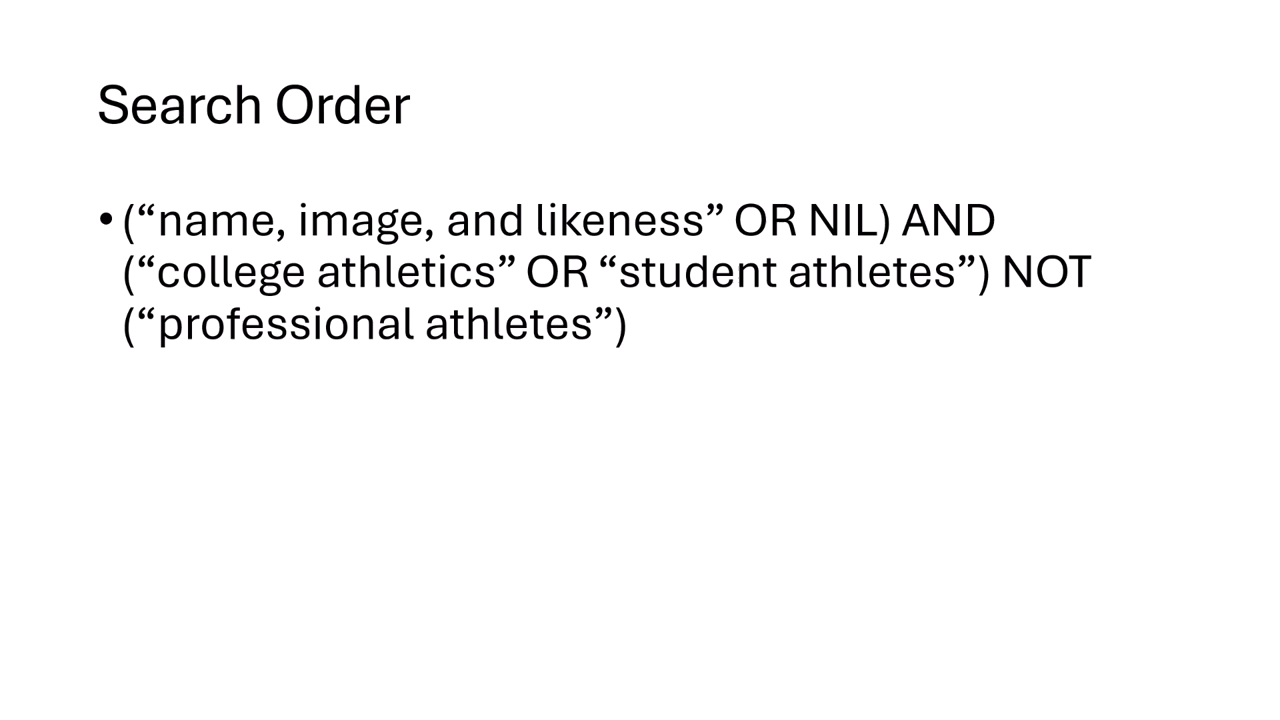 Search Order
• (“name, image, and likeness” OR NIL) AND
(“college athletics” OR “student athletes”) NOT
(“professional athletes”)